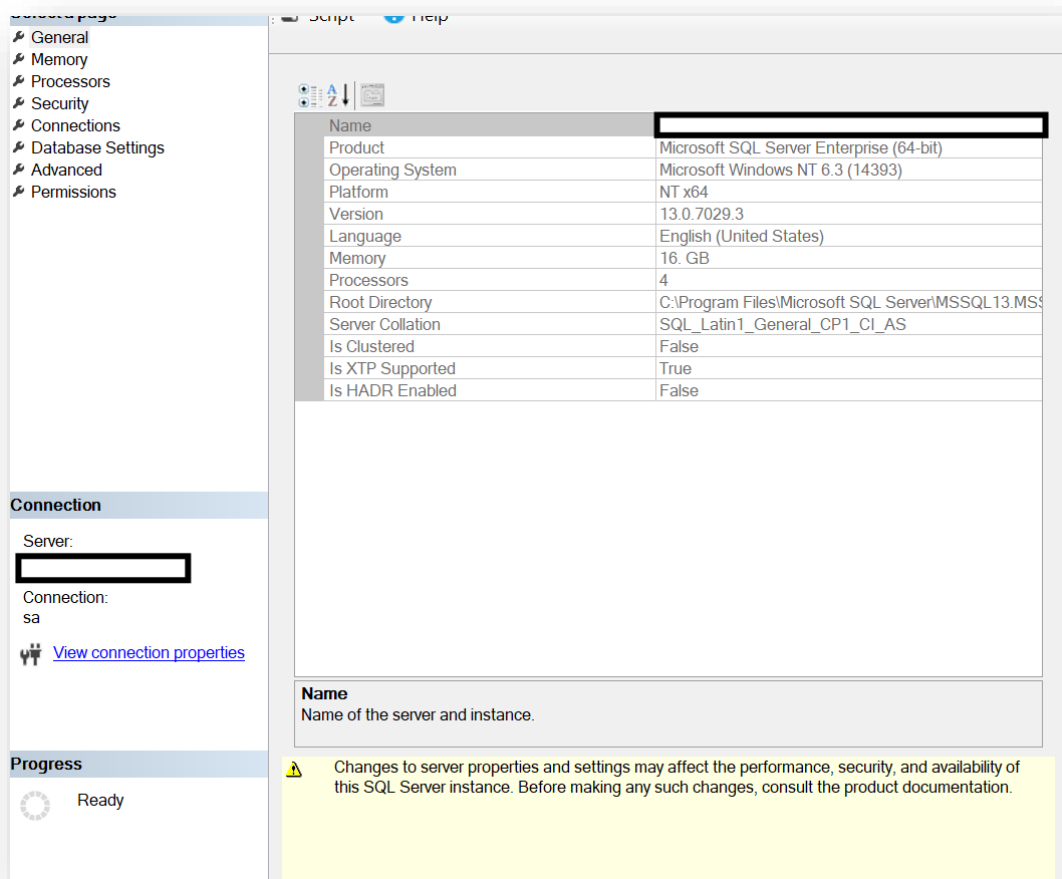 Select a page
Script Help
General
Memory
Processors
Security
Connections
Database Settings
Advanced
Permissions
Name
Product Microsoft SQL Server Enterprise (64-bit)
Operating System Microsoft Windows NT 6.3 (14393)
Platform NT x64
Version 13.0.7029.3
Language English (United States)
Memory 16. GB
Processors 4
Root Directory C:\Program Files\Microsoft SQL Server\MSSQL13.MSS
Server Collation SQL_Latin1_General_CP1_CI_AS
Is Clustered False
Is XTP Supported True
Is HADR Enabled False
Connection
Server:
Connection:
sa
View connection properties
Name
Name of the server and instance.
Progress
Ready
Changes to server properties and settings may affect the performance, security, and availability of
this SQL Server instance. Before making any such changes, consult the product documentation.